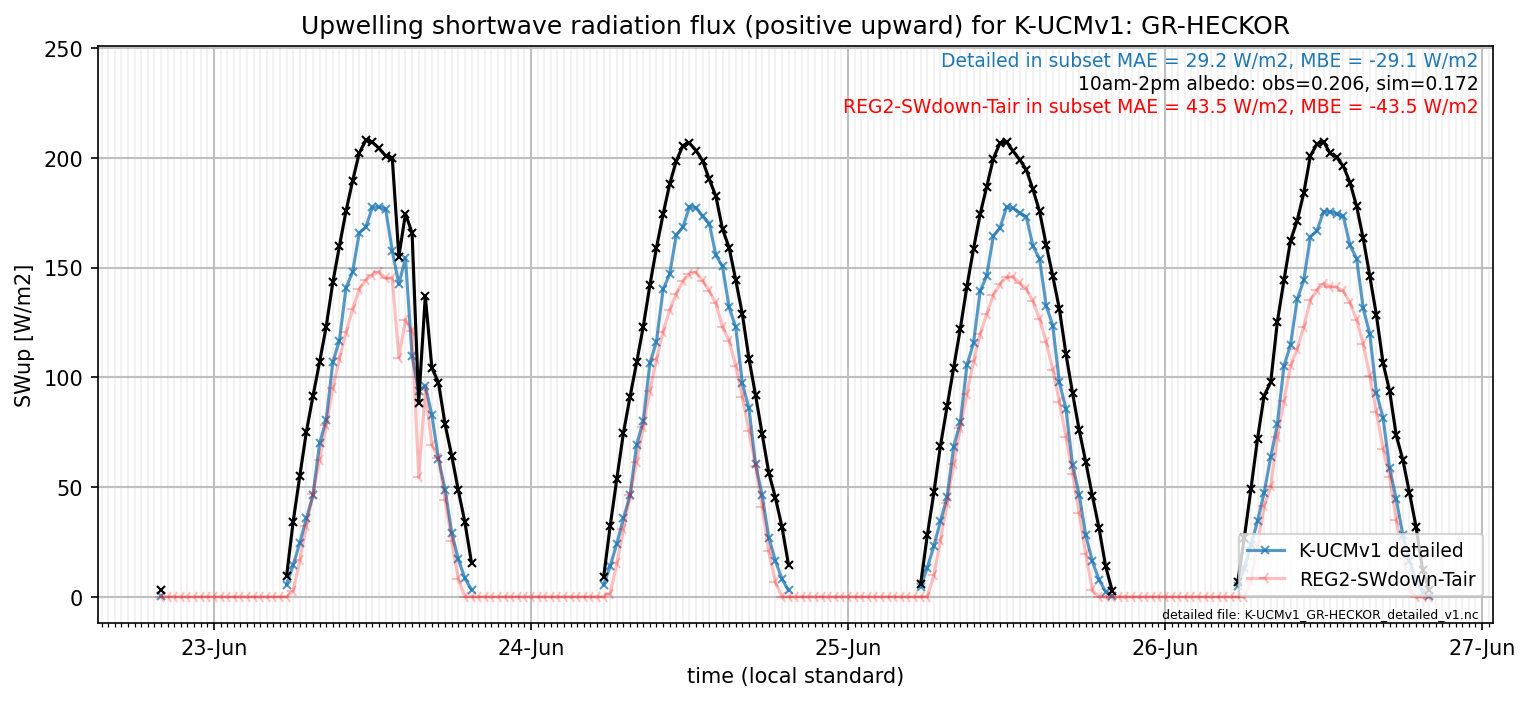 Upwelling shortwave radiation flux (positive upward) for K-UCMv1: GR-HECKOR
Detailed in subset MAE = 29.2 W/m2, MBE = -29.1 W/m2
10am-2pm albedo: obs=0.206, sim=0.172
REG2-SWdown-Tair in subset MAE = 43.5 W/m2, MBE = -43.5 W/m2
250
200
150
100
50
0
SWup [W/m2]
K-UCMv1 detailed
REG2-SWdown-Tair
detailed file: K-UCMv1_GR-HECKOR_detailed_v1.nc
23-Jun
24-Jun
25-Jun
26-Jun
27-Jun
time (local standard)